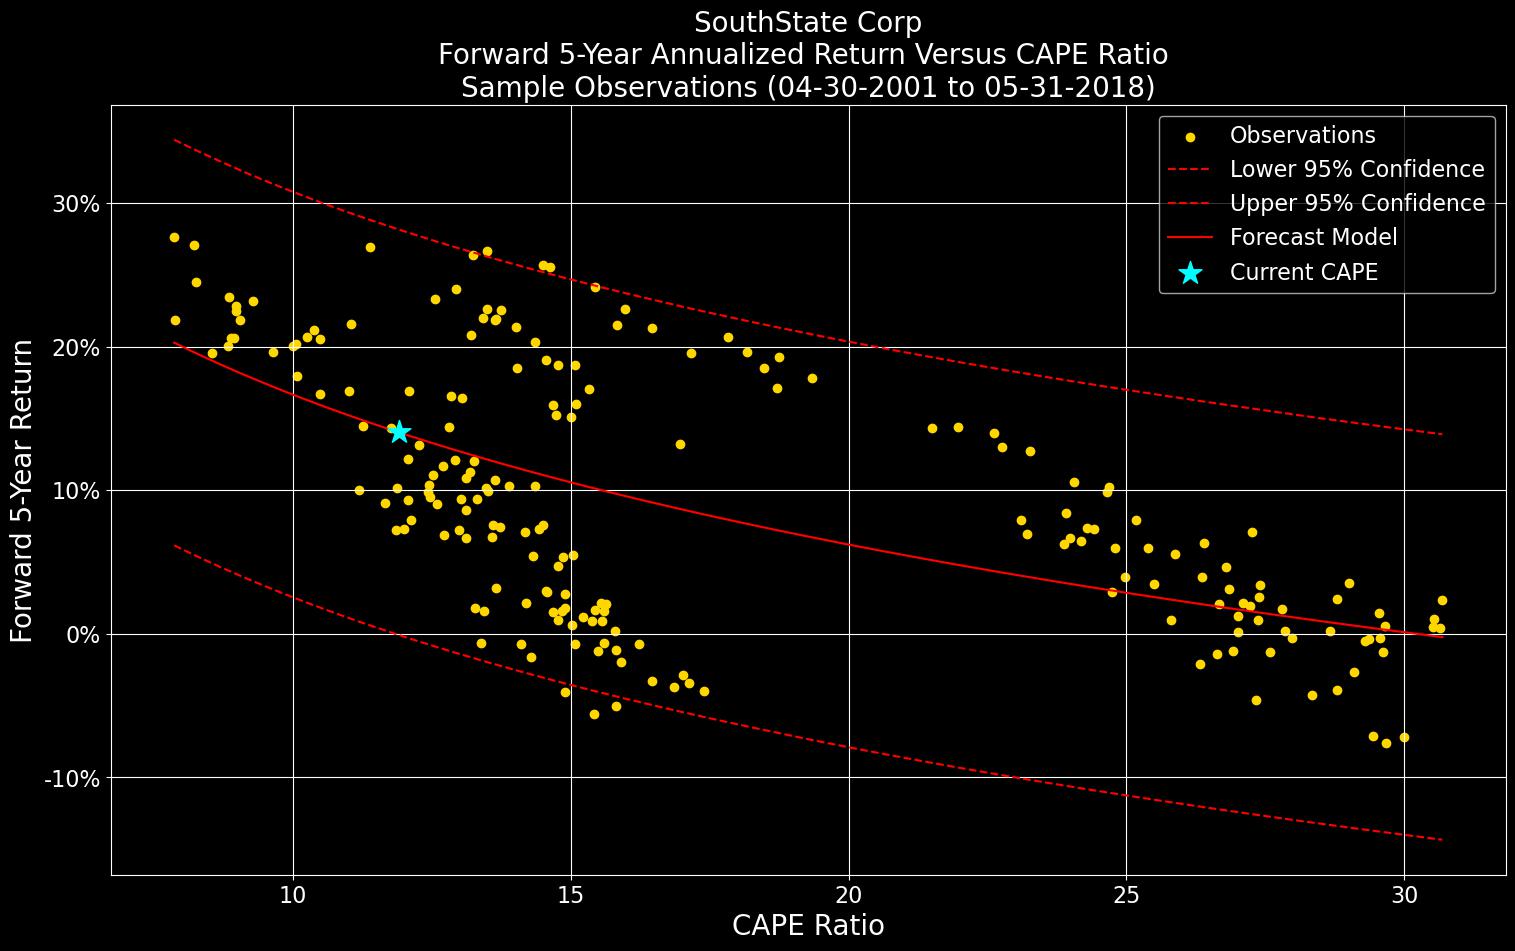 SouthState Corp
Forward 5-Year Annualized Return Versus CAPE Ratio
Sample Observations (04-30-2001 to 05-31-2018)
Observations
Lower 95% Confidence
Upper 95% Confidence
Forecast Model
Current CAPE
Forward 5-Year Return
30%
20%
10%
0%
-10%
10
15
20
25
30
CAPE Ratio